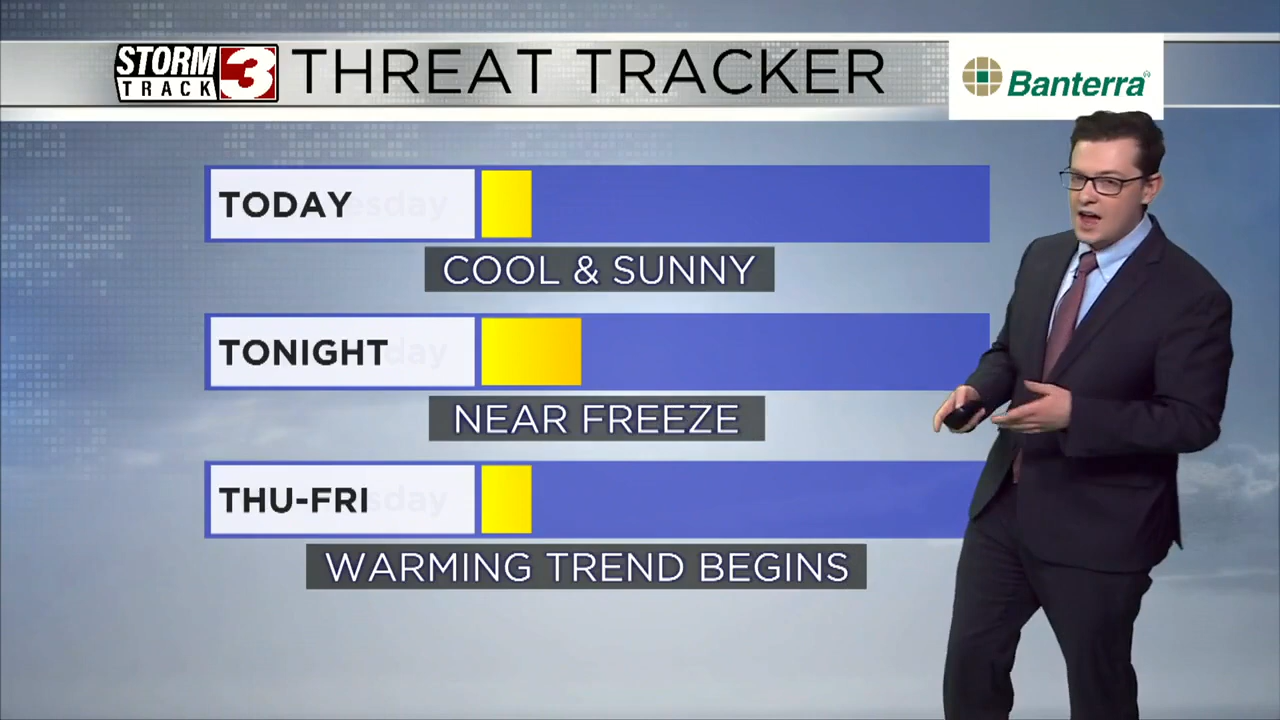 STORM
TRACK 3
THREAT TRACKER
Banterra®
TODAY
COOL & SUNNY
TONIGHT
NEAR FREEZE
THU-FRI
WARMING TREND BEGINS